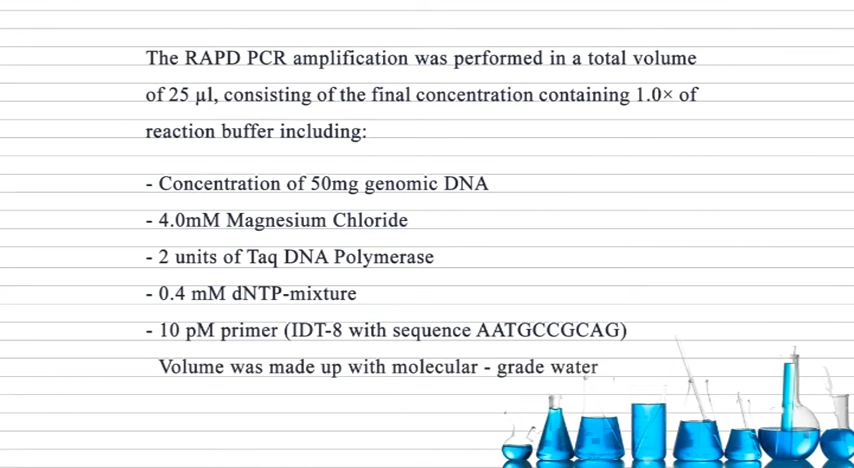 The RAPD PCR amplification was performed in a total volume
of 25 µl, consisting of the final concentration containing 1.0× of
reaction buffer including:
- Concentration of 50mg genomic DNA
- 4.0mM Magnesium Chloride
- 2 units of Taq DNA Polymerase
- 0.4 mM dNTP-mixture
- 10 pM primer (IDT-8 with sequence AATGCCGCAG)
Volume was made up with molecular - grade water